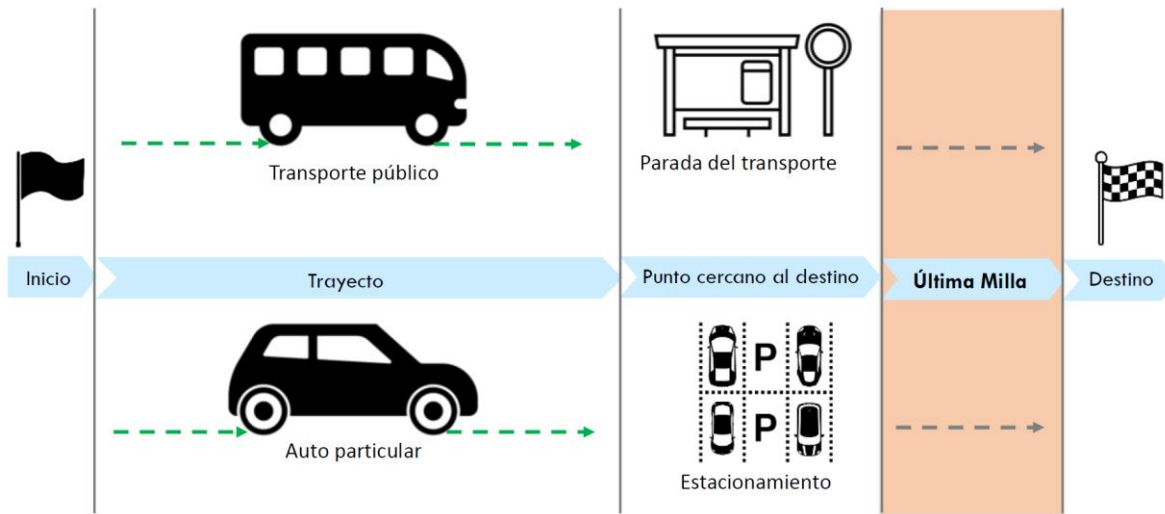 Transporte público
Parada del transporte
Inicio
Trayecto
Punto cercano al destino
Última Milla
Destino
Auto particular
P
P
Estacionamiento